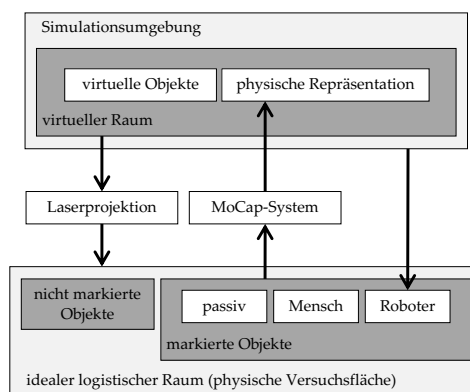 Simulationsumgebung
virtuelle Objekte
physische Repräsentation
virtueller Raum
Laserprojektion
MoCap-System
nicht markierte
Objekte
passiv
Mensch
Roboter
markierte Objekte
idealer logistischer Raum (physische Versuchsfläche)